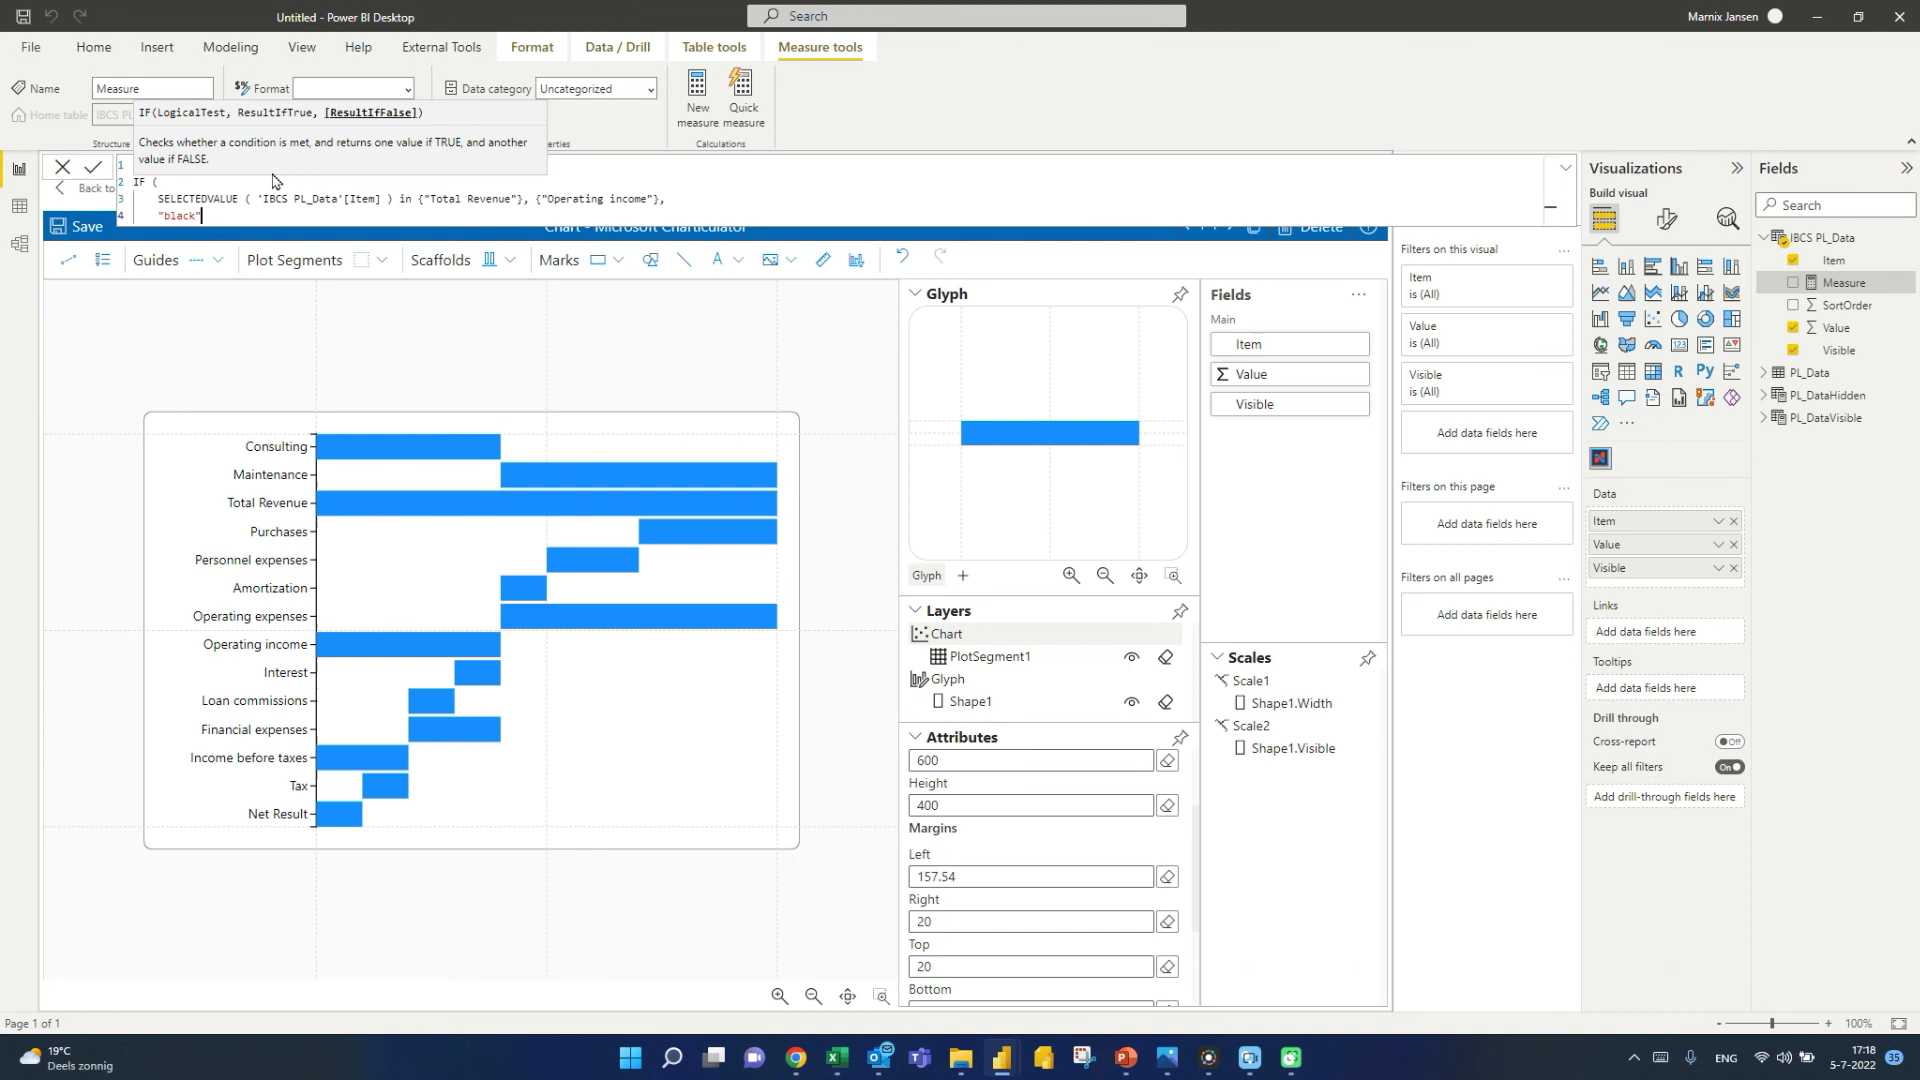 Untitled - Power BI Desktop
Search
Marnix Jansen
File
Home
Insert
Modeling
View
Help
External Tools
Format
Data / Drill
Table tools
Measure tools
Name
Measure
Format
Data category
Uncategorized
New measure
Quick measure
Home table
IBCS PL
Structure
Calculations
IF(LogicalTest, ResultIfTrue, [ResultIfFalse])
Checks whether a condition is met, and returns one value if TRUE, and another
value if FALSE.
1
2 IF (
3 SELECTEDVALUE ( 'IBCS PL_Data'[Item] ) in {"Total Revenue"}, {"Operating income"},
4 "black"
Back to
Save
Chart - Microsoft Charticulator
Delete
Guides
Plot Segments
Scaffolds
Marks
Consulting
Maintenance
Total Revenue
Purchases
Personnel expenses
Amortization
Operating expenses
Operating income
Interest
Loan commissions
Financial expenses
Income before taxes
Tax
Net Result
Glyph
Glyph
Layers
Chart
PlotSegment1
Glyph
Shape1
Attributes
600
Height
400
Margins
Left
157.54
Right
20
Top
20
Bottom
Fields
Main
Item
Value
Visible
Scales
Scale1
Shape1.Width
Scale2
Shape1.Visible
Filters on this visual
Item
is (All)
Value
is (All)
Visible
is (All)
Add data fields here
Filters on this page
Add data fields here
Filters on all pages
Add data fields here
Visualizations
Build visual
Data
Item
Value
Visible
Links
Add data fields here
Tooltips
Add data fields here
Drill through
Cross-report
Off
Keep all filters
On
Add drill-through fields here
Fields
Search
IBCS PL_Data
Item
Measure
SortOrder
Value
Visible
PL_Data
PL_DataHidden
PL_DataVisible
Page 1 of 1
100%
19°C
Deels zonnig
ENG
17:18
5-7-2022
35